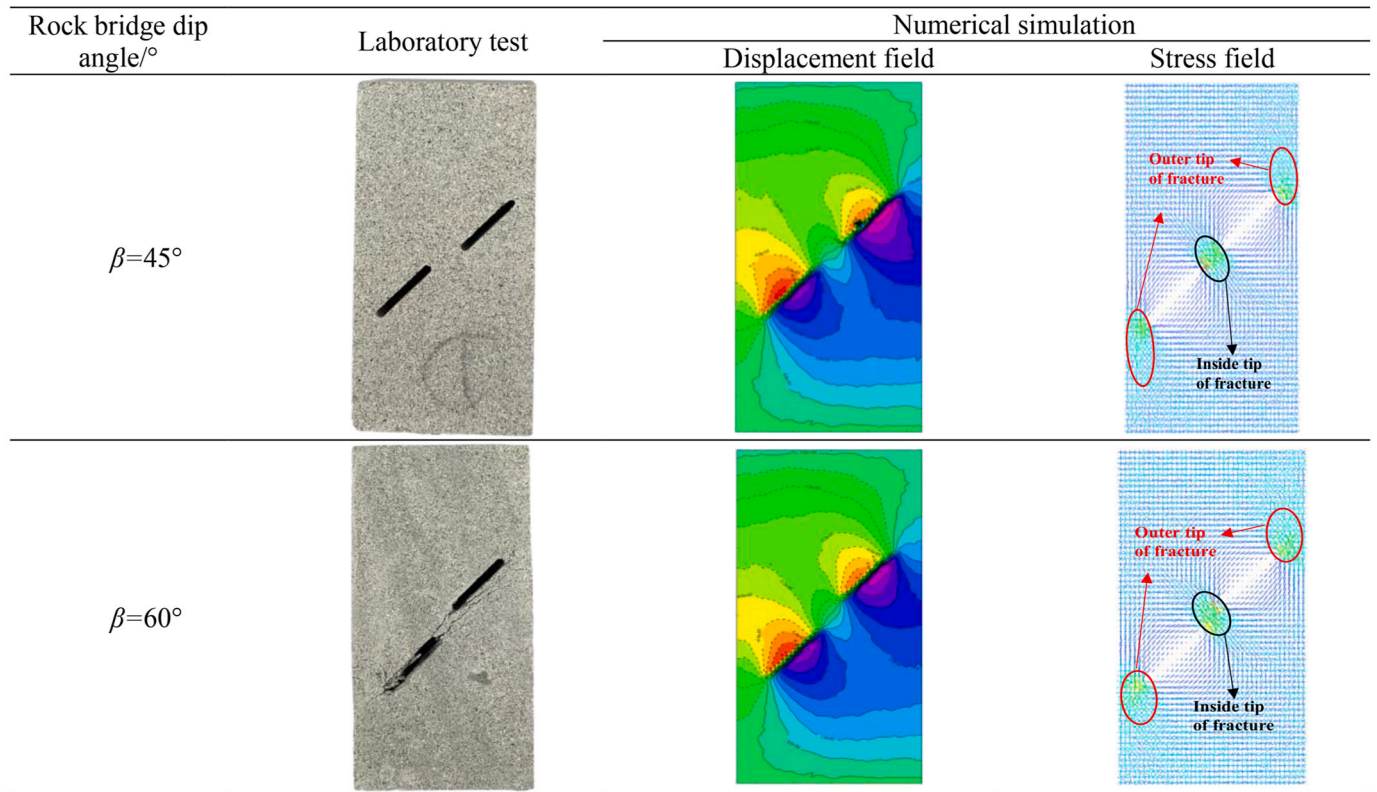 Rock bridge dip
angle/°
Laboratory test
Numerical simulation
Displacement field
Stress field
β=45°
Outer tip
of fracture
Inside tip
of fracture
β=60°
Outer tip
of fracture
Inside tip
of fracture